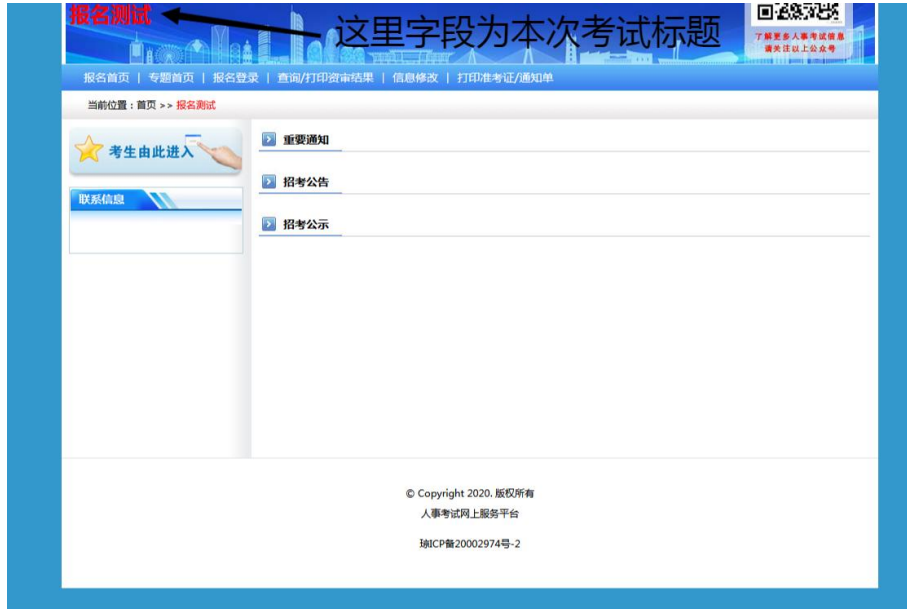 报名测试
这里字段为本次考试标题
了解更多人事考试信息
请关注以上公众号
报名首页 | 专题首页 | 报名登录 | 查询/打印资审结果 | 信息修改 | 打印准考证/通知单
当前位置：首页 >> 报名测试
考生由此进入
重要通知
联系信息
招考公告
招考公示
© Copyright 2020. 版权所有
人事考试网上服务平台
琼ICP备20002974号-2